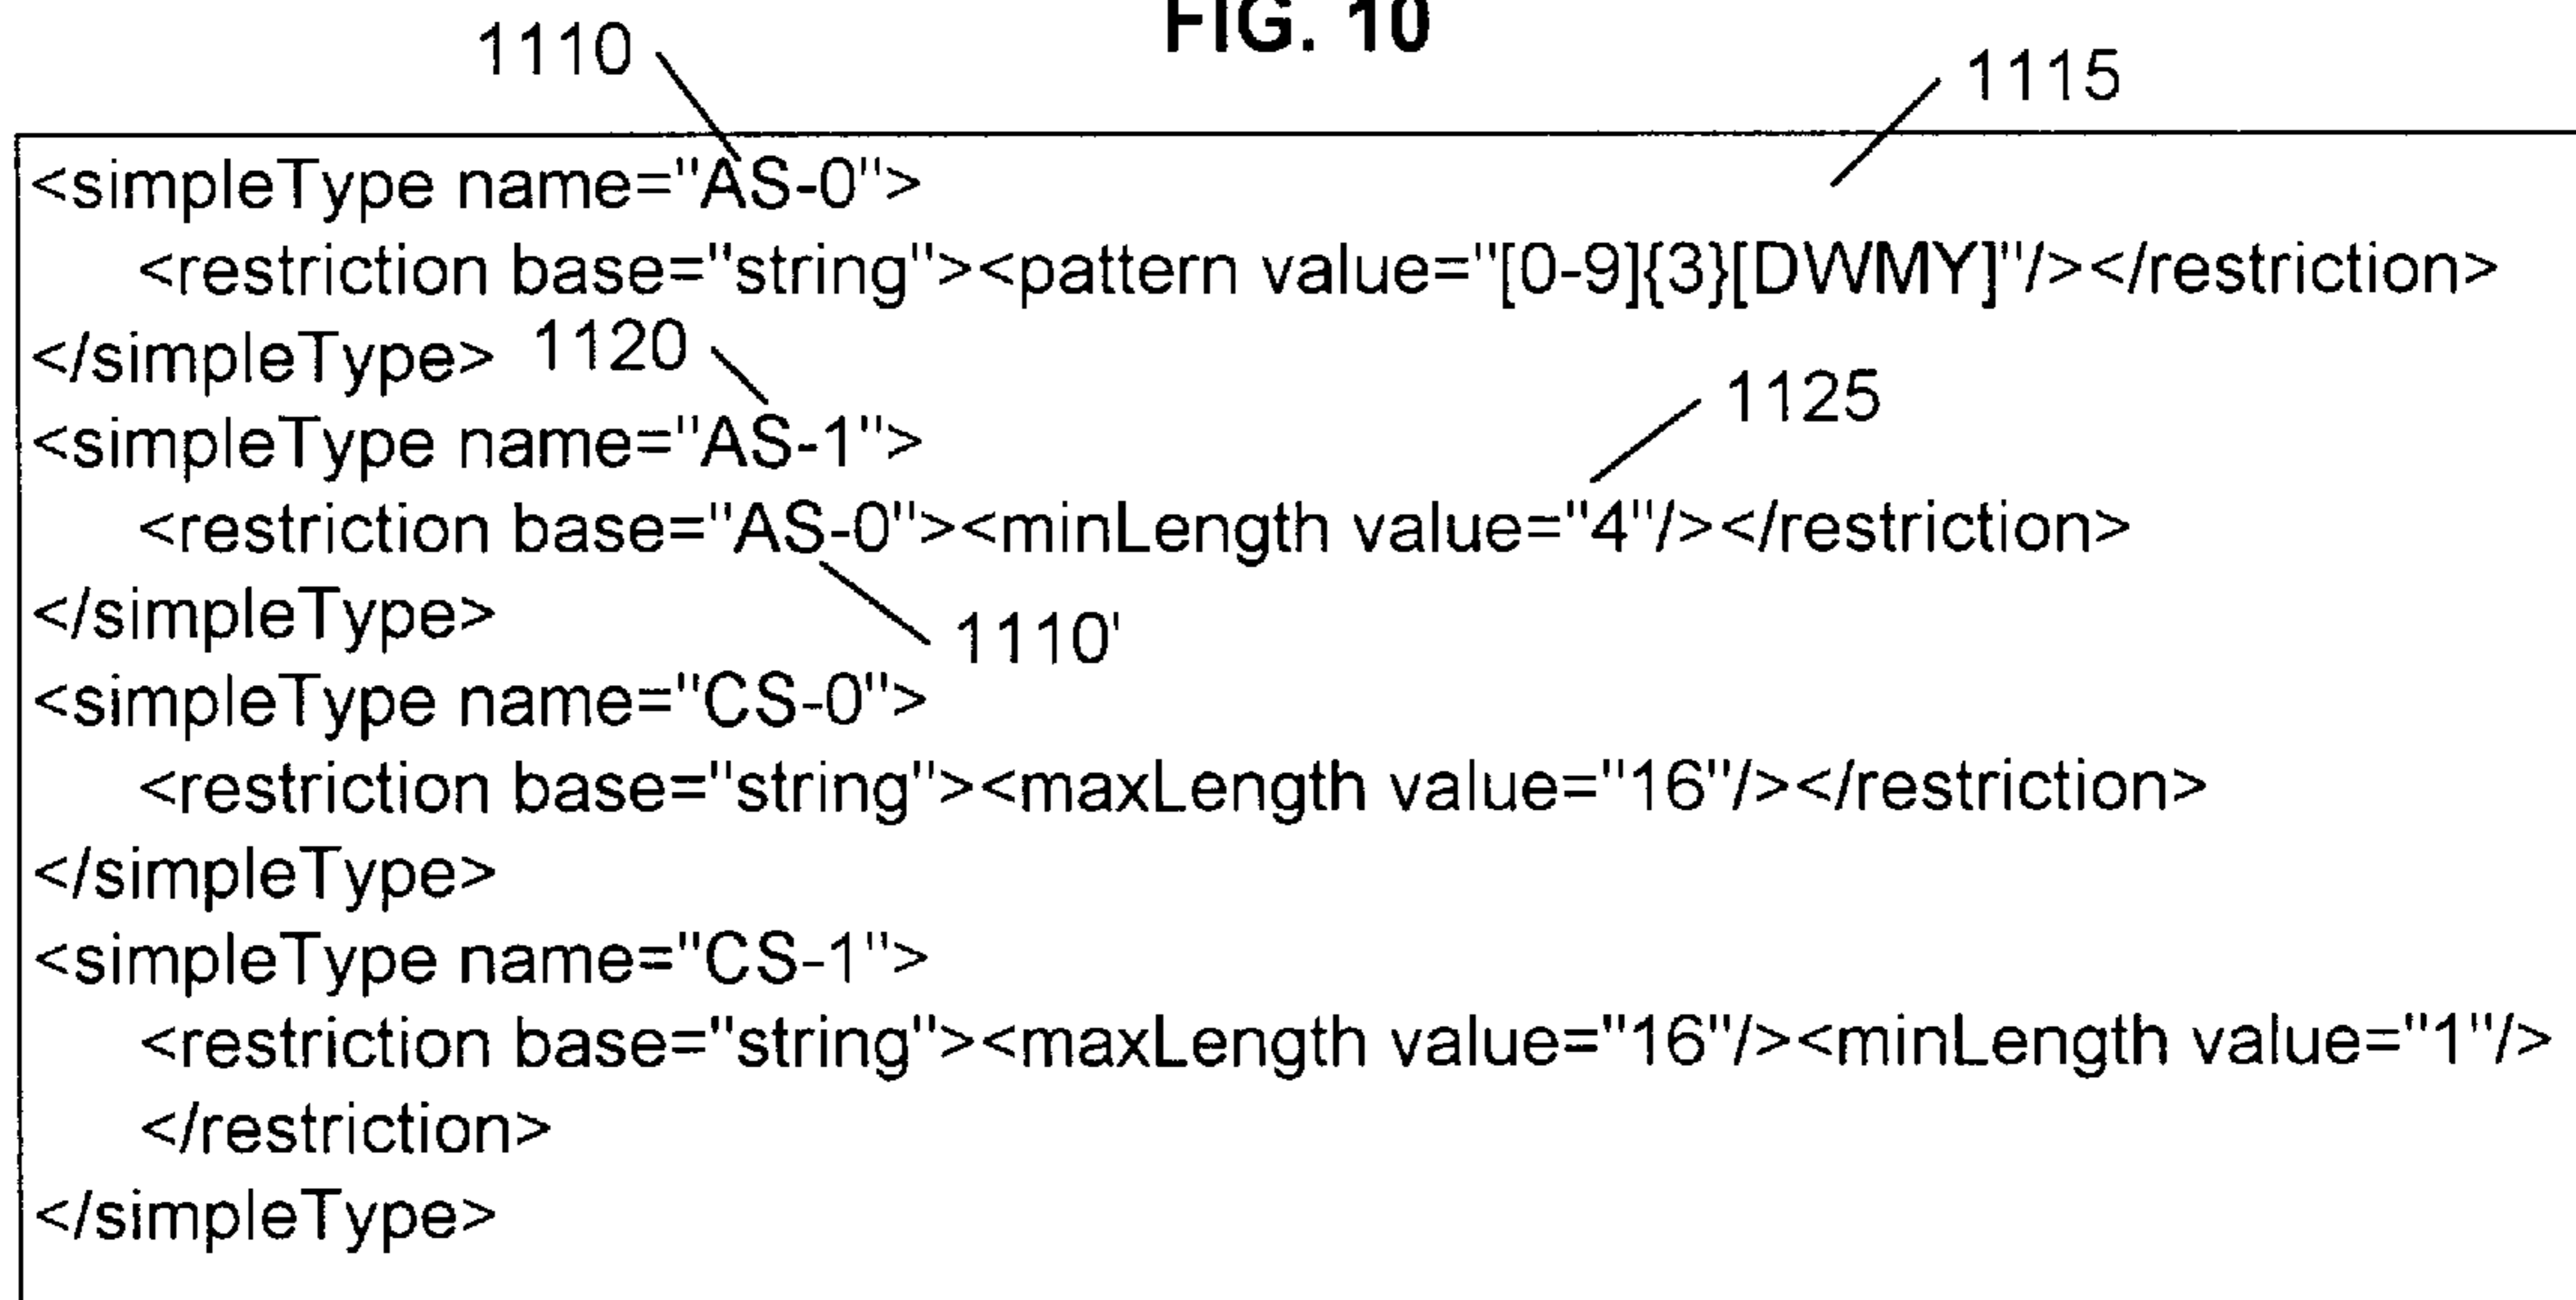 FIG. 10
1110
1115
<simpleType name="AS-0">
<restriction base="string"><pattern value="[0-9]{3}[DWMY]"/></restriction>
</simpleType> 1120
1125
<simpleType name="AS-1">
<restriction base="AS-0"><minLength value="4"/></restriction>
</simpleType>
1110'
<simpleType name="CS-0">
<restriction base="string"><maxLength value="16"/></restriction>
</simpleType>
<simpleType name="CS-1">
<restriction base="string"><maxLength value="16"/><minLength value="1"/>
</restriction>
</simpleType>